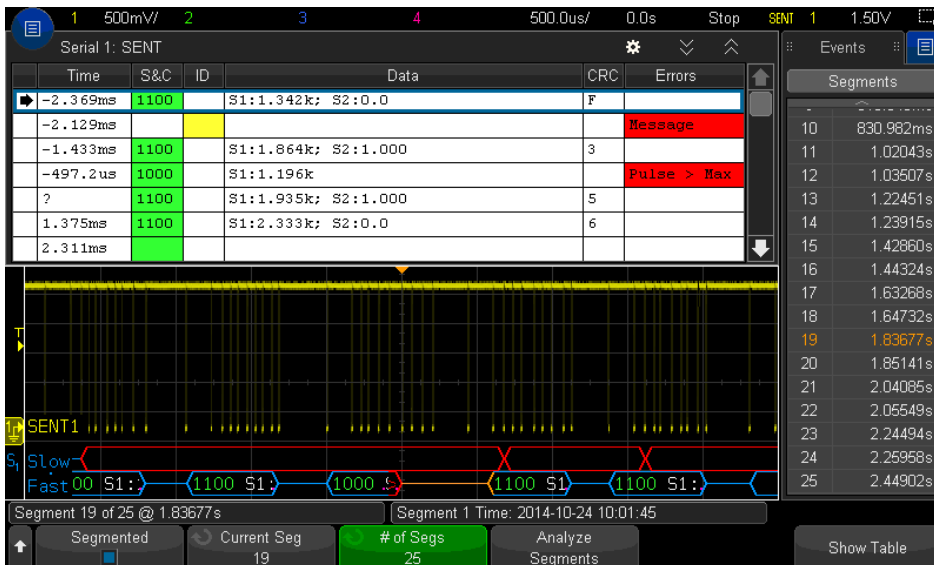 1 500mV/ 2 3 4 500.0us/ 0.0s Stop SENT 1 1.50V
Serial 1: SENT
Time S&C ID Data CRC Errors
-2.369ms 1100 S1:1.342k; S2:0.0 F
-2.129ms Message
-1.433ms 1100 S1:1.864k; S2:1.000 3
-497.2us 1000 S1:1.196k Pulse > Max
? 1100 S1:1.935k; S2:1.000 5
1.375ms 1100 S1:2.333k; S2:0.0 6
2.311ms
Events
Segments
10 830.982ms
11 1.02043s
12 1.03507s
13 1.22451s
14 1.23915s
15 1.42860s
16 1.44324s
17 1.63268s
18 1.64732s
19 1.83677s
20 1.85141s
21 2.04085s
22 2.05549s
23 2.24494s
24 2.25958s
25 2.44902s
T
SENT1
S1 Slow
Fast 00 S1: 1100 S1: 1000 1100 S1 1100 S1:
Segment 19 of 25 @ 1.83677s
Segment 1 Time: 2014-10-24 10:01:45
Segmented
Current Seg
19
# of Segs
25
Analyze
Segments
Show Table